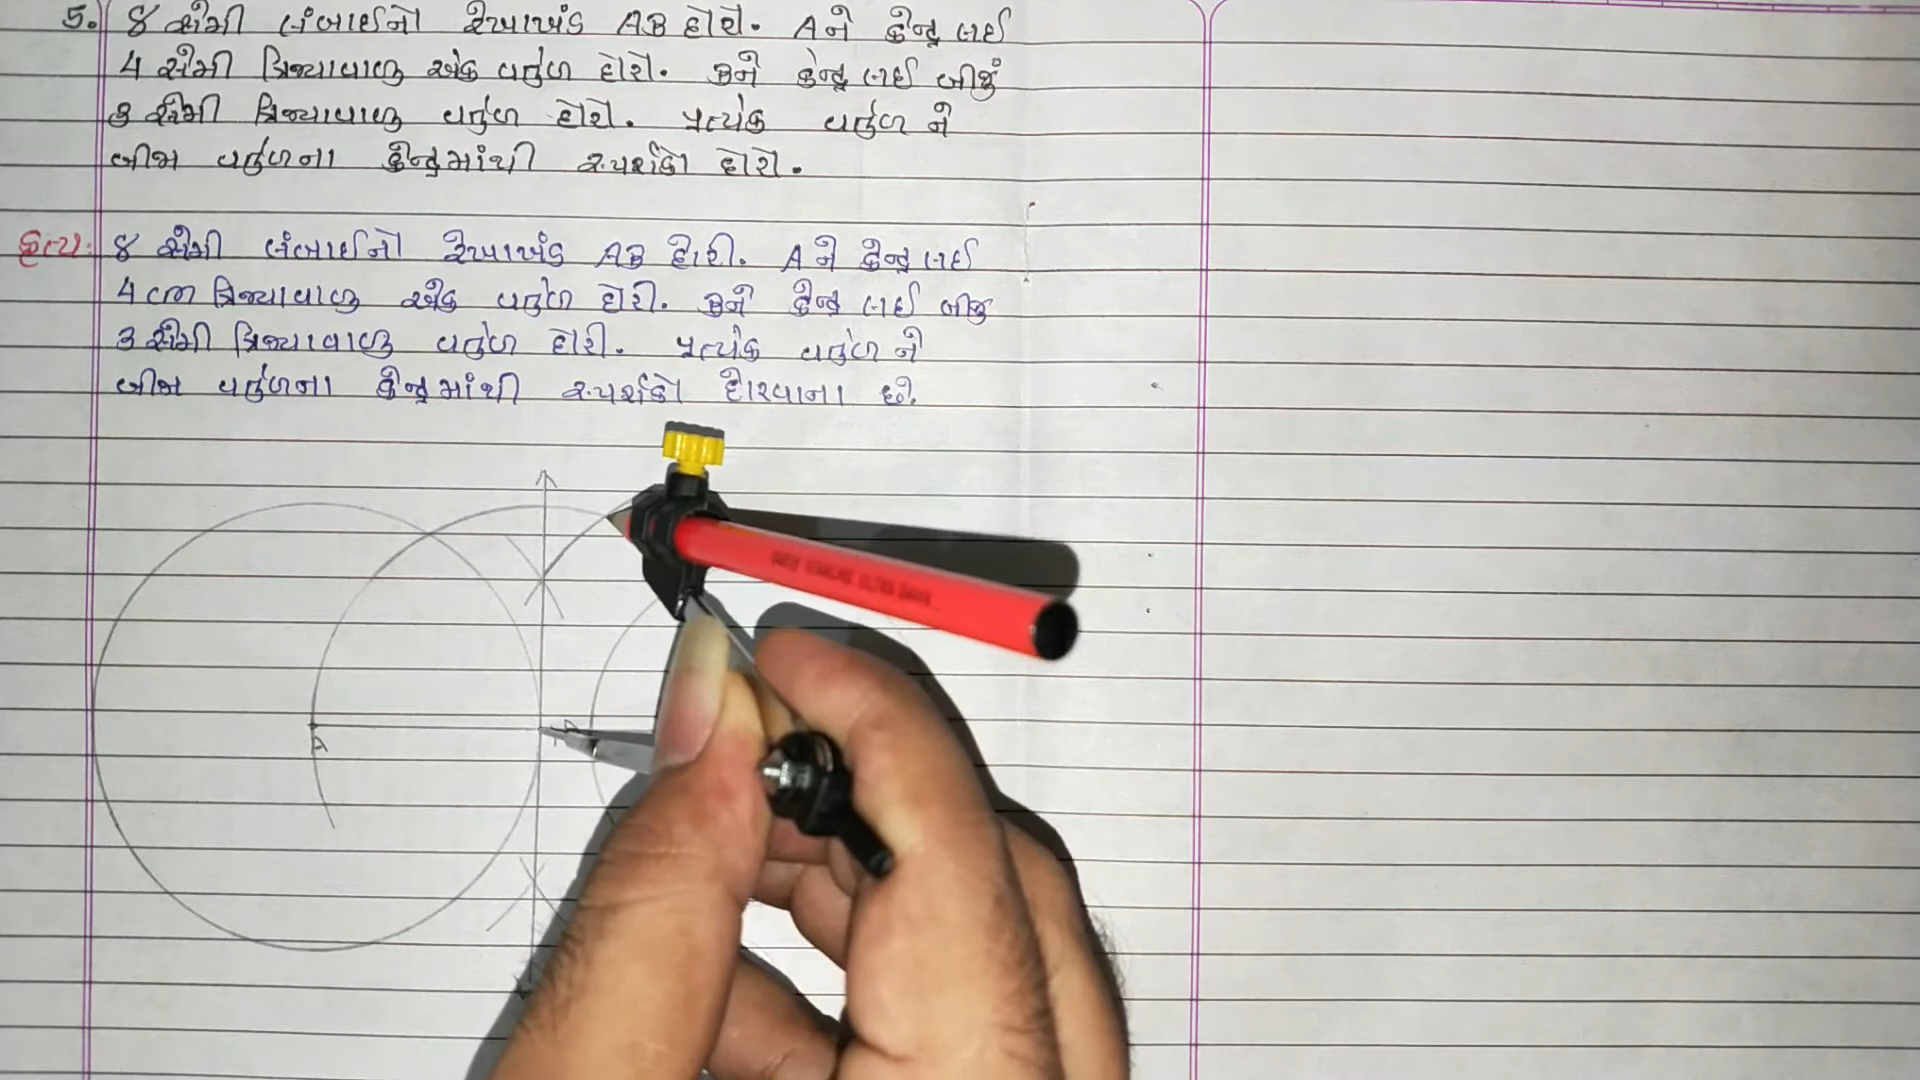 5. 8 સેમી લંબાઈનો રેખાખંડ AB દોરો. A ને કેન્દ્ર લઈ
4 સેમી ત્રિજ્યાવાળુ એક વર્તુળ દોરો. B ને કેન્દ્ર લઈ બીજું
3 સેમી ત્રિજ્યાવાળુ વર્તુળ દોરો. પ્રત્યેક વર્તુળ ને
બીજા વર્તુળના કેન્દ્રમાંથી સ્પર્શકો દોરો.
કૃત્ય: 8 સેમી લંબાઈનો રેખાખંડ AB દોરી. A ને કેન્દ્ર લઈ
4 cm ત્રિજ્યાવાળુ એક વર્તુળ દોરી. B ને કેન્દ્ર લઈ બીજુ
3 સેમી ત્રિજ્યાવાળુ વર્તુળ દોરી. પ્રત્યેક વર્તુળ ને
બીજા વર્તુળના કેન્દ્રમાંથી સ્પર્શકો દોરવાના છે.
A